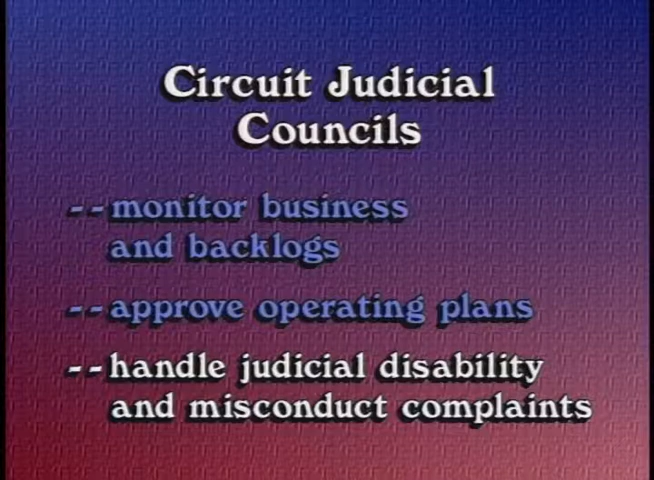 Circuit Judicial
Councils
--monitor business
and backlogs
--approve operating plans
--handle judicial disability
and misconduct complaints